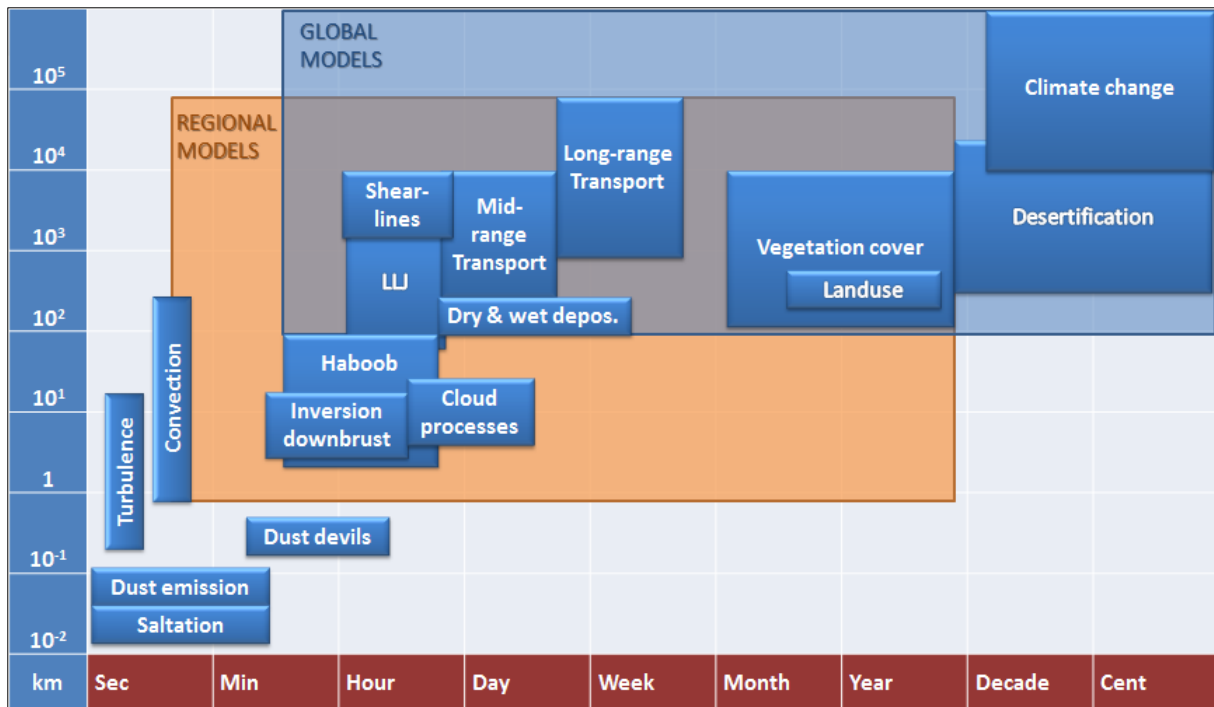 GLOBAL
MODELS
10⁵
Climate change
REGIONAL
MODELS
10⁴
Long-range
Transport
Shear-
lines
Mid-
range
Transport
Desertification
10³
Vegetation cover
LLJ
Landuse
10²
Dry & wet depos.
Convection
Haboob
10¹
Inversion
downbrust
Cloud
processes
Turbulence
1
Dust devils
10⁻¹
Dust emission
Saltation
10⁻²
km
Sec
Min
Hour
Day
Week
Month
Year
Decade
Cent